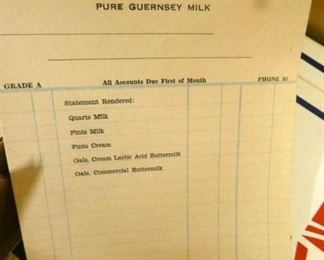 PURE GUERNSEY MILK
GRADE A All Accounts Due First of Month PHONE 95
Statement Rendered:
Quarts Milk
Pints Milk
Pints Cream
Gals. Cream Lactic Acid Buttermilk
Gals. Commercial Buttermilk